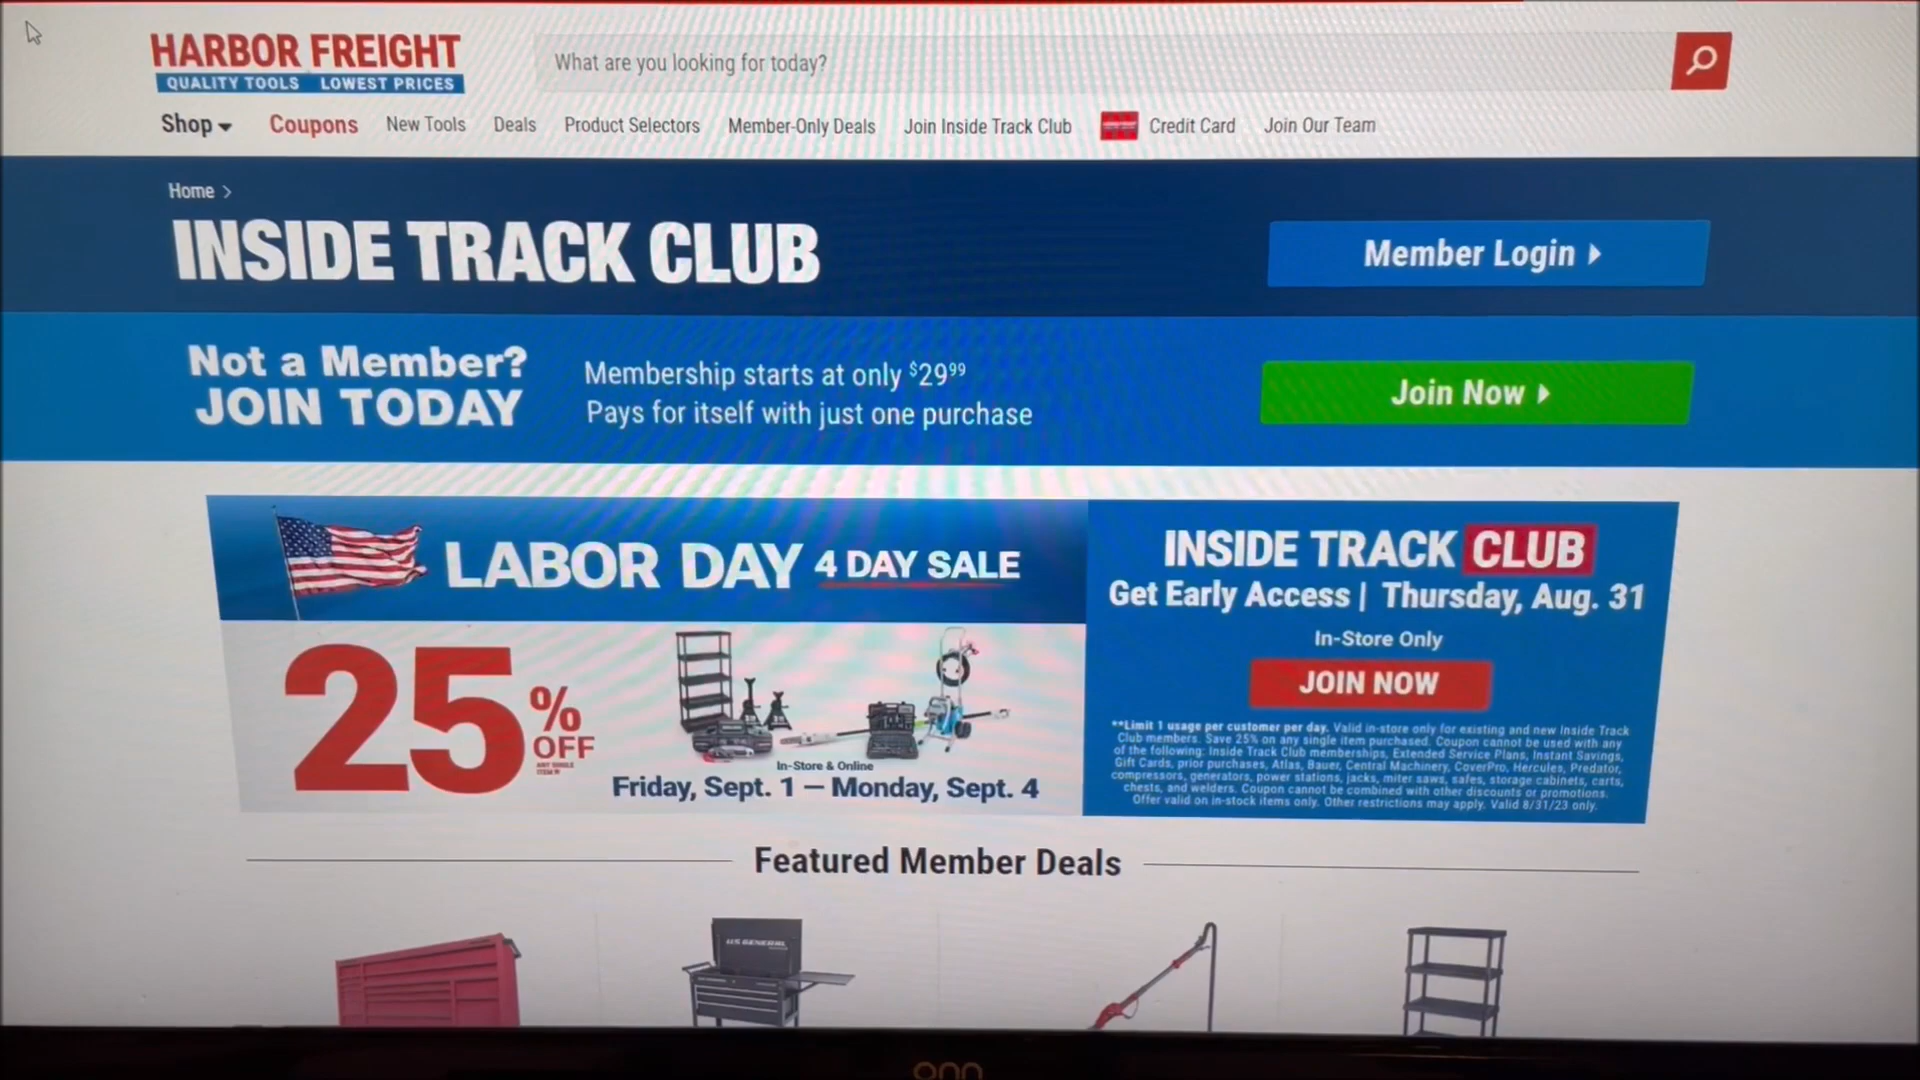 HARBOR FREIGHT
QUALITY TOOLS LOWEST PRICES
What are you looking for today?
Shop Coupons New Tools Deals Product Selectors Member-Only Deals Join Inside Track Club Credit Card Join Our Team
Home >
INSIDE TRACK CLUB
Member Login
Not a Member?
JOIN TODAY
Membership starts at only $29⁹⁹
Pays for itself with just one purchase
Join Now
LABOR DAY 4 DAY SALE
25% OFF
ANY SINGLE
ITEM
In-Store & Online
Friday, Sept. 1 — Monday, Sept. 4
INSIDE TRACK CLUB
Get Early Access | Thursday, Aug. 31
In-Store Only
JOIN NOW
**Limit 1 usage per customer per day. Valid in-store only for existing and new Inside Track
Club members. Save 25% on any single item purchased. Coupon cannot be used with any
of the following: Inside Track Club memberships, Extended Service Plans, Instant Savings,
Gift Cards, prior purchases, Atlas, Bauer, Central Machinery, CoverPro, Hercules, Predator,
compressors, generators, power stations, jacks, miter saws, safes, storage cabinets, carts,
chests, and welders. Coupon cannot be combined with other discounts or promotions.
Offer valid on in-stock items only. Other restrictions may apply. Valid 8/31/23 only.
Featured Member Deals
US GENERAL
onn